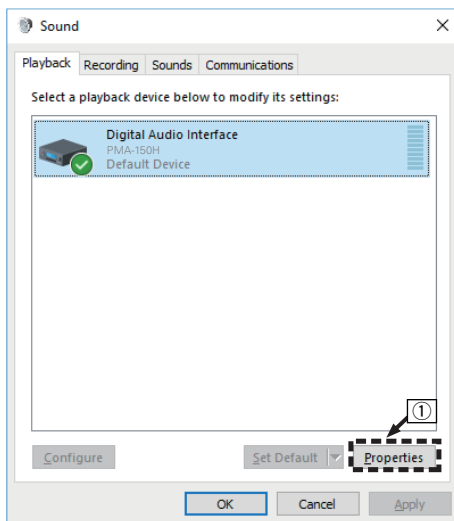 Sound
Playback Recording Sounds Communications
Select a playback device below to modify its settings:
Digital Audio Interface
PMA-150H
Default Device
①
Configure Set Default Properties
OK Cancel Apply